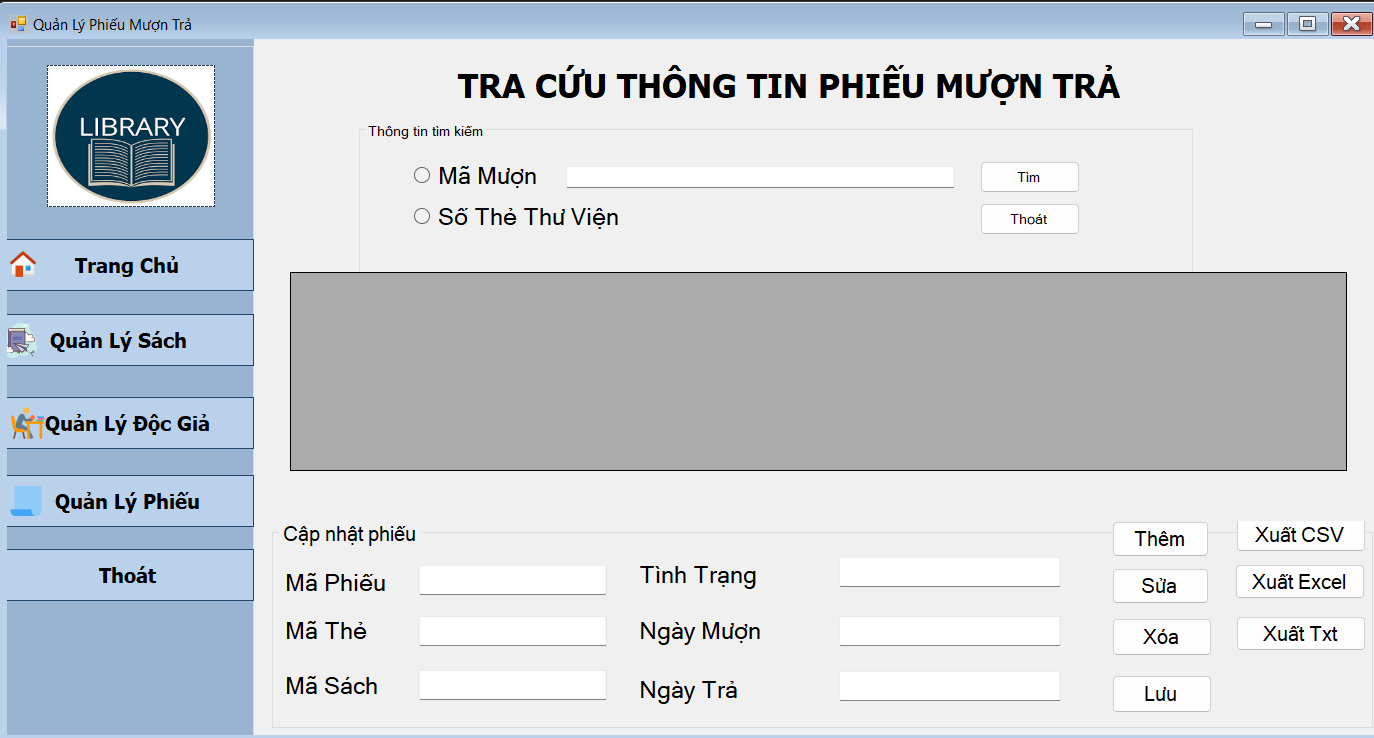 Quản Lý Phiếu Mượn Trả
LIBRARY
Trang Chủ
Quản Lý Sách
Quản Lý Độc Giả
Quản Lý Phiếu
Thoát
TRA CỨU THÔNG TIN PHIẾU MƯỢN TRẢ
Thông tin tìm kiếm
Mã Mượn
Tìm
Số Thẻ Thư Viện
Thoát
Cập nhật phiếu
Mã Phiếu
Tình Trạng
Thêm
Xuất CSV
Mã Thẻ
Ngày Mượn
Sửa
Xuất Excel
Mã Sách
Ngày Trả
Xóa
Xuất Txt
Lưu